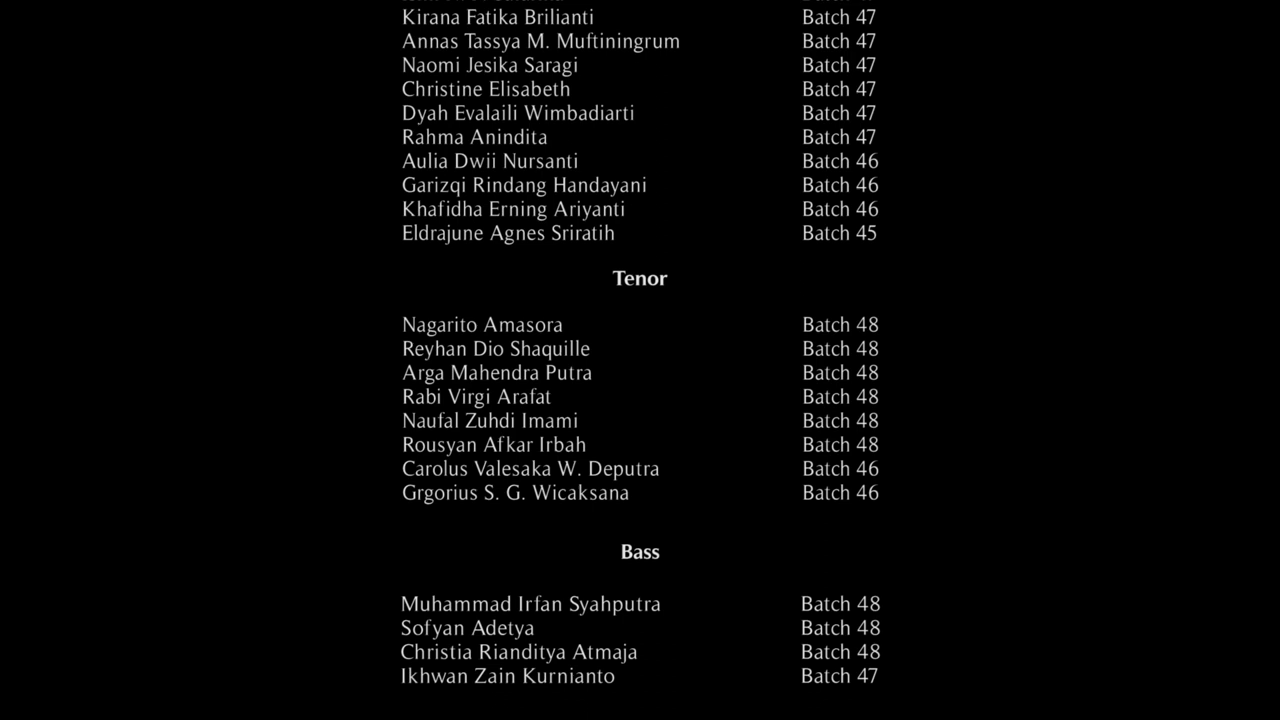 Kirana Fatika Brilianti Batch 47
Annas Tassya M. Muftiningrum Batch 47
Naomi Jesika Saragi Batch 47
Christine Elisabeth Batch 47
Dyah Evalaili Wimbadiarti Batch 47
Rahma Anindita Batch 47
Aulia Dwii Nursanti Batch 46
Garizqi Rindang Handayani Batch 46
Khafidha Erning Ariyanti Batch 46
Eldrajune Agnes Sriratih Batch 45
Tenor
Nagarito Amasora Batch 48
Reyhan Dio Shaquille Batch 48
Arga Mahendra Putra Batch 48
Rabi Virgi Arafat Batch 48
Naufal Zuhdi Imami Batch 48
Rousyan Afkar Irbah Batch 48
Carolus Valesaka W. Deputra Batch 46
Grgorius S. G. Wicaksana Batch 46
Bass
Muhammad Irfan Syahputra Batch 48
Sofyan Adetya Batch 48
Christia Rianditya Atmaja Batch 48
Ikhwan Zain Kurnianto Batch 47